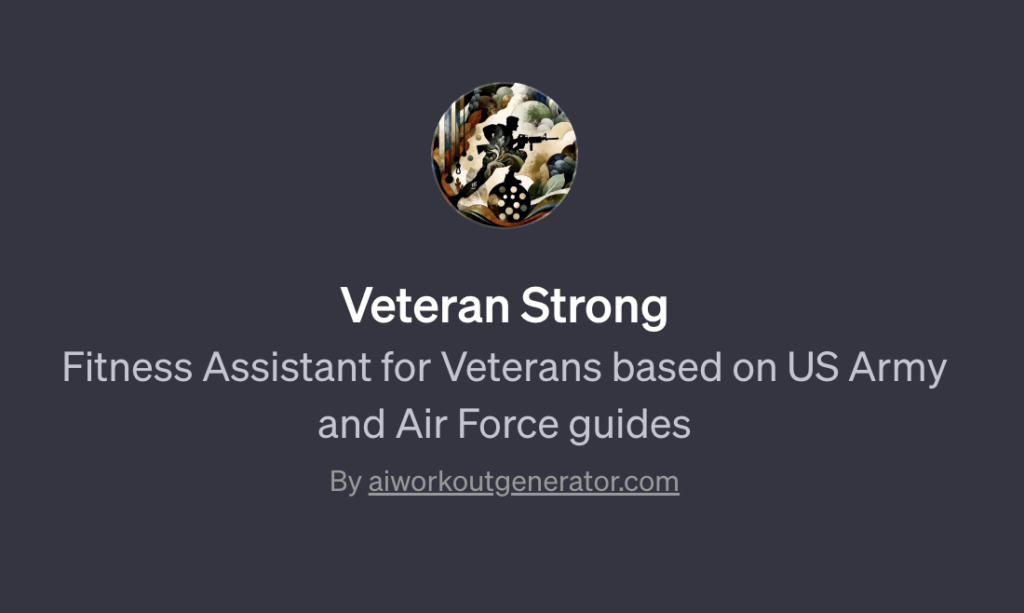 Veteran Strong
Fitness Assistant for Veterans based on US Army
and Air Force guides
By aiworkoutgenerator.com